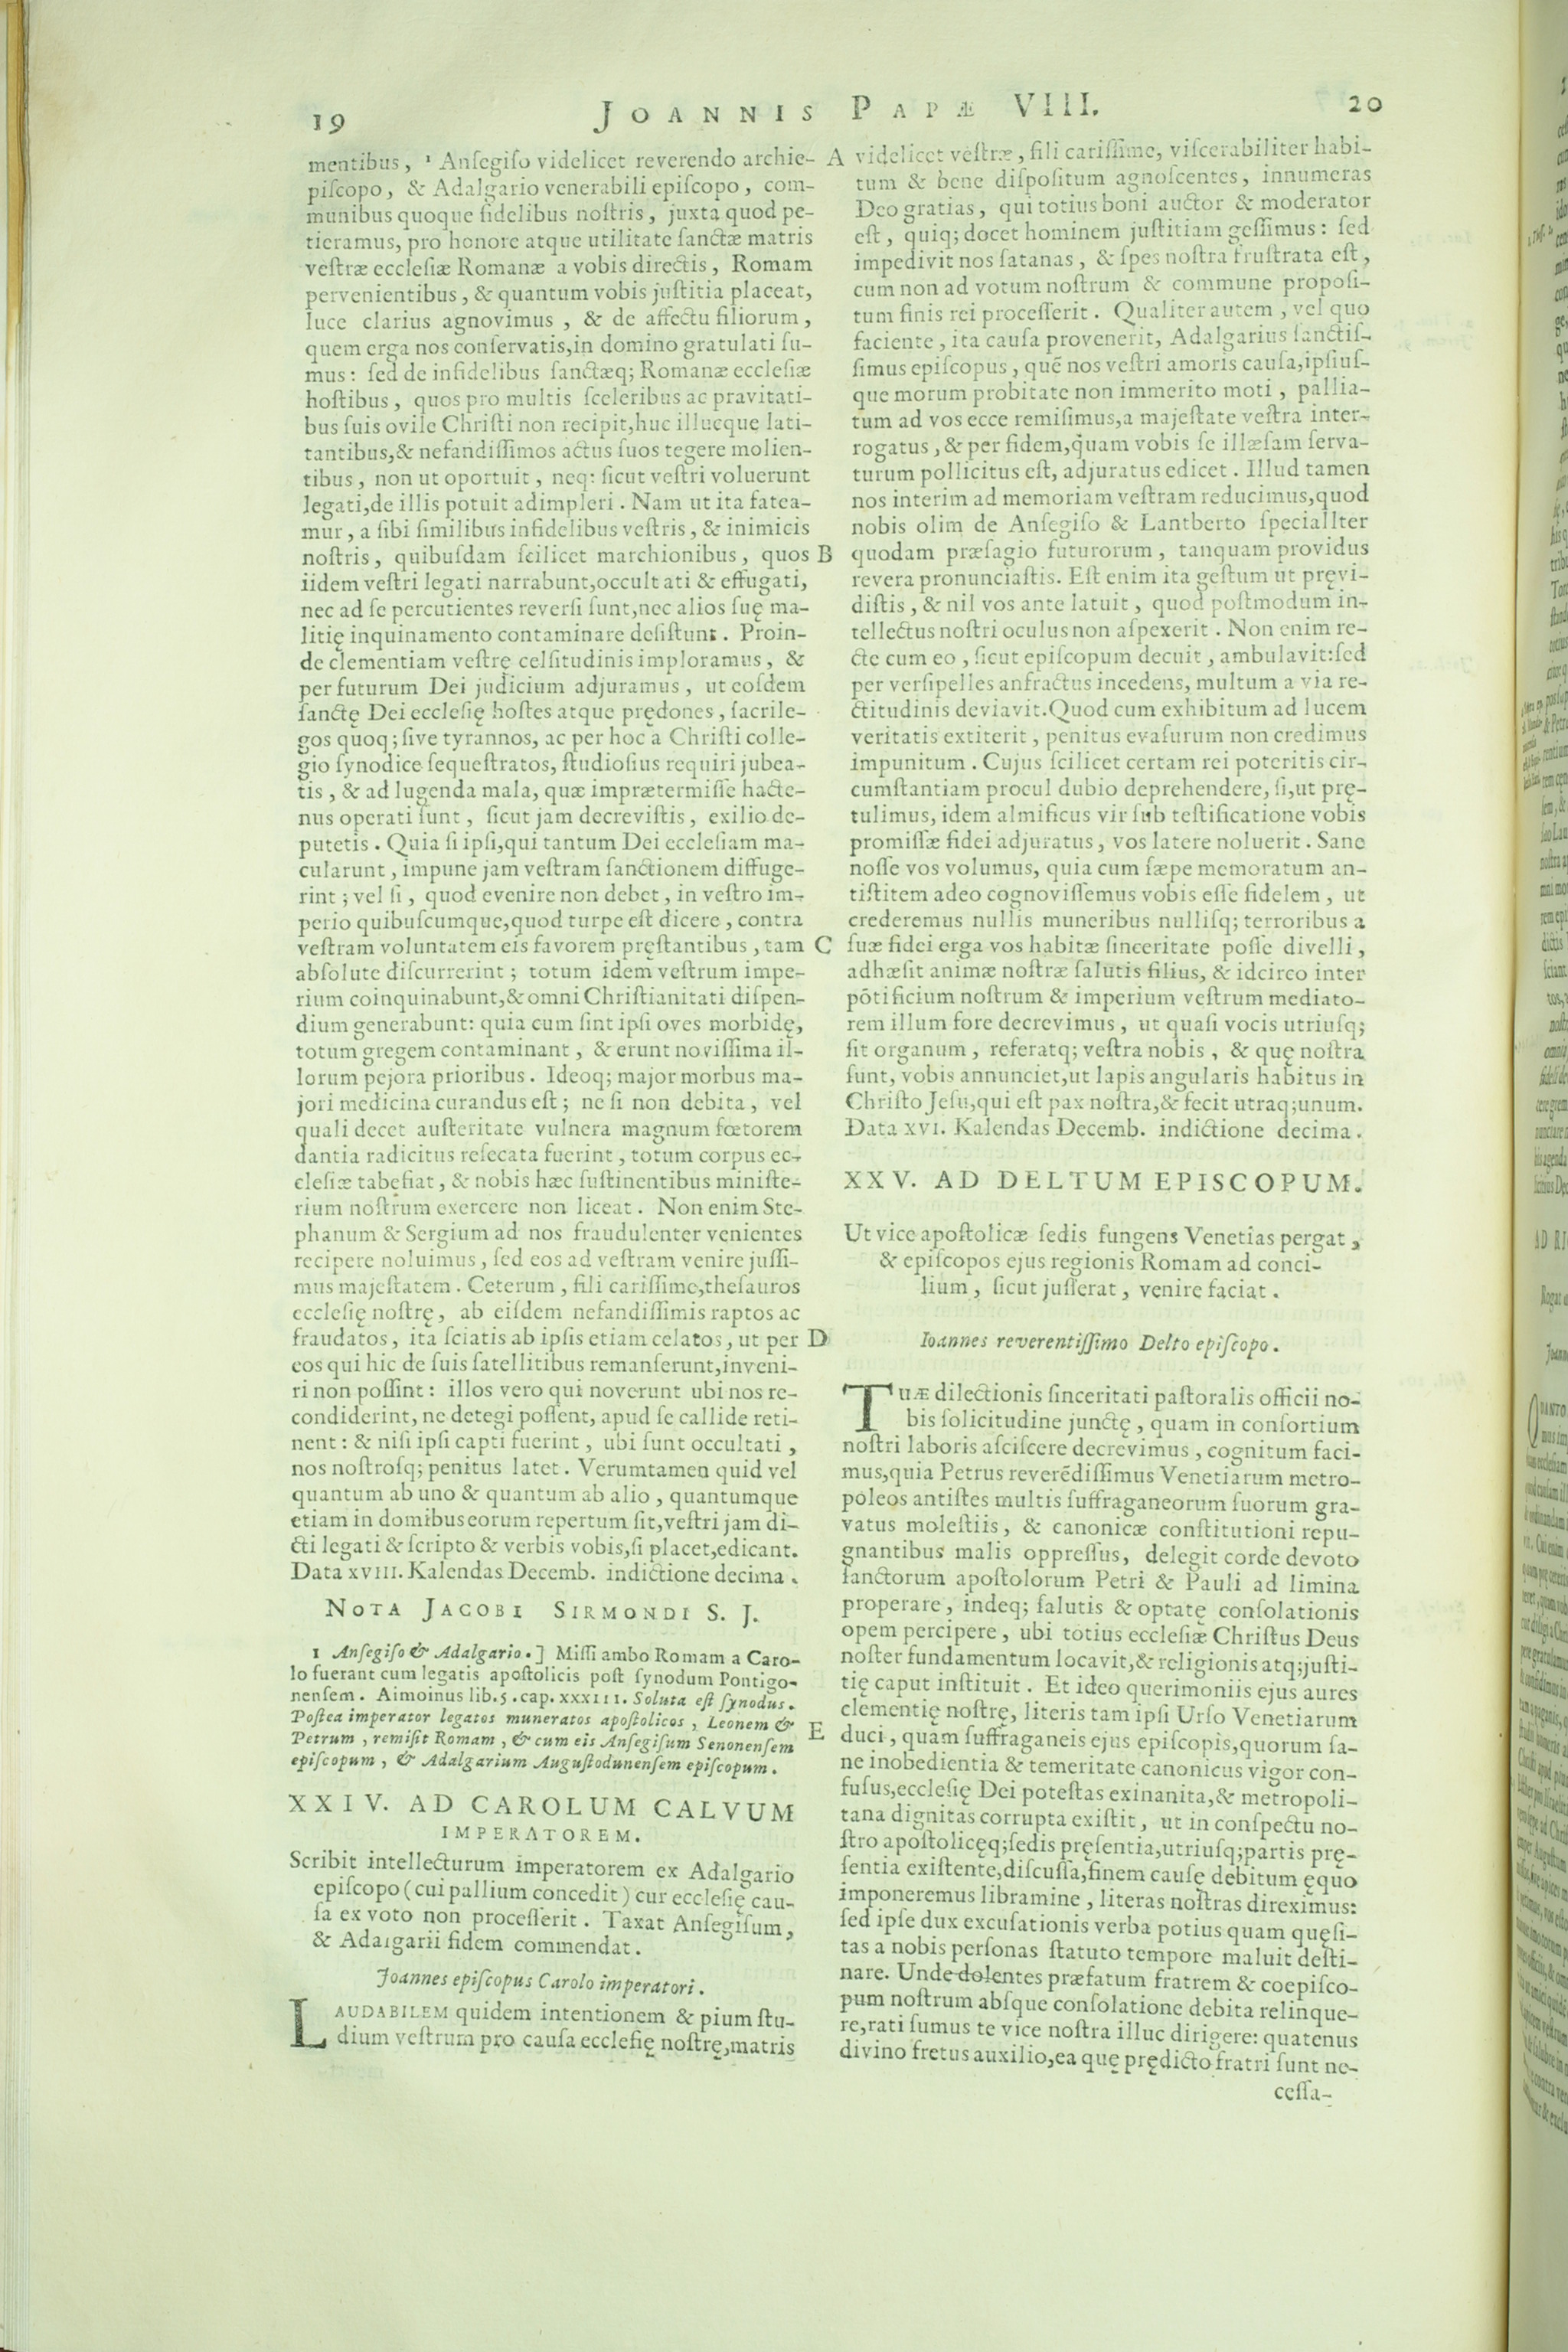 19
JOANNIS PAPÆ VIII.
20
mentibus, ¹ Anſegiſo videlicet reverendo archie-
piſcopo, & Adalgario venerabili epiſcopo, com-
munibus quoque fidelibus noſtris, juxta quod pe-
tieramus, pro honore atque utilitate ſanctæ matris
veſtræ eccleſiæ Romanæ a vobis directis, Romam
pervenientibus, & quantum vobis juſtitia placeat,
luce clarius agnovimus, & de affectu filiorum,
quem erga nos conſervatis,in domino gratulati ſu-
mus: ſed de infidelibus ſanctæq; Romanæ eccleſiæ
hoſtibus, quos pro multis ſceleribus ac pravitati-
bus ſuis ovile Chriſti non recipit,huc illucque lati-
tantibus,& nefandiſſimos actus ſuos tegere molien-
tibus, non ut oportuit, neq: ſicut veſtri voluerunt
legati,de illis potuit adimpleri. Nam ut ita fatea-
mur, a ſibi ſimilibus infidelibus veſtris, & inimicis
noſtris, quibuſdam ſcilicet marchionibus, quos
iidem veſtri legati narrabunt,occultati & effugati,
nec ad ſe percutientes reverſi ſunt,nec alios ſuę ma-
litię inquinamento contaminare deſiſtunt. Proin-
de clementiam veſtrę celſitudinis imploramus, &
per futurum Dei judicium adjuramus, ut eoſdem
ſanctę Dei eccleſię hoſtes atque prędones, ſacrile-
gos quoq; ſive tyrannos, ac per hoc a Chriſti colle-
gio ſynodice ſequeſtratos, ſtudioſius requiri jubea-
tis, & ad lugenda mala, quæ imprætermiſſe hacte-
nus operati ſunt, ſicut jam decreviſtis, exilio de-
putetis. Quia ſi ipſi,qui tantum Dei eccleſiam ma-
cularunt, impune jam veſtram ſanctionem diffuge-
rint; vel ſi, quod evenire non debet, in veſtro im-
perio quibuſcumque,quod turpe eſt dicere, contra
veſtram voluntatem eis favorem pręſtantibus, tam
abſolute diſcurrerint; totum idem veſtrum impe-
rium coinquinabunt,& omni Chriſtianitati diſpen-
dium generabunt: quia cum ſint ipſi oves morbidę,
totum gregem contaminant, & erunt noviſſima il-
lorum pejora prioribus. Ideoq; major morbus ma-
jori medicina curandus eſt; ne ſi non debita, vel
quali decet auſteritate vulnera magnum fœtorem
dantia radicitus reſecata fuerint, totum corpus ec-
cleſiæ tabefiat, & nobis hæc ſuſtinentibus miniſte-
rium noſtrum exercere non liceat. Non enim Ste-
phanum & Sergium ad nos fraudulenter venientes
recipere noluimus, ſed eos ad veſtram venire juſſi-
mus majeſtatem. Ceterum, fili cariſſime,theſauros
eccleſię noſtrę, ab eiſdem nefandiſſimis raptos ac
fraudatos, ita ſciatis ab ipſis etiam celatos, ut per
eos qui hic de ſuis ſatellitibus remanſerunt,inveni-
ri non poſſint: illos vero qui noverunt ubi nos re-
condiderint, ne detegi poſſent, apud ſe callide reti-
nent: & niſi ipſi capti fuerint, ubi ſunt occultati,
nos noſtroſq; penitus latet. Verumtamen quid vel
quantum ab uno & quantum ab alio, quantumque
etiam in domibus eorum repertum ſit,veſtri jam di-
cti legati & ſcripto & verbis vobis,ſi placet,edicant.
Data XVIII. Kalendas Decemb. indictione decima.
NOTA JACOBI SIRMONDI S. J.
1 Anſegiſo & Adalgario.] Miſſi ambo Romam a Caro-
lo fuerant cum legatis apoſtolicis poſt ſynodum Pontigo-
nenſem. Aimoinus lib.5.cap.XXXIII. Soluta eſt ſynodus.
Poſtea imperator legatos muneratos apoſtolicos, Leonem &
Petrum, remiſit Romam, & cum eis Anſegiſum Senonenſem
epiſcopum, & Adalgarium Auguſtodunenſem epiſcopum.
XXIV. AD CAROLUM CALVUM
IMPERATOREM.
Scribit intellecturum imperatorem ex Adalgario
epiſcopo (cui pallium concedit) cur eccleſię cau-
ſa ex voto non proceſſerit. Taxat Anſegiſum,
& Adalgarii fidem commendat.
Joannes epiſcopus Carolo imperatori.
LAUDABILEM quidem intentionem & pium ſtu-
dium veſtrum pro cauſa eccleſię noſtrę,matris
A
B
C
D
E
videlicet veſtræ, fili cariſſime, viſcerabiliter habi-
tum & bene diſpoſitum agnoſcentes, innumeras
Deo gratias, qui totius boni auctor & moderator
eſt, quiq; docet hominem juſtitiam geſſimus: ſed
impedivit nos ſatanas, & ſpes noſtra fruſtrata eſt,
cum non ad votum noſtrum & commune propoſi-
tum finis rei proceſſerit. Qualiter autem, vel quo
faciente, ita cauſa provenerit, Adalgarius ſanctiſ-
ſimus epiſcopus, quē nos veſtri amoris cauſa,ipſiuſ-
que morum probitate non immerito moti, pallia-
tum ad vos ecce remiſimus,a majeſtate veſtra inter-
rogatus, & per fidem,quam vobis ſe illæſam ſerva-
turum pollicitus eſt, adjuratus edicet. Illud tamen
nos interim ad memoriam veſtram reducimus,quod
nobis olim de Anſegiſo & Lantberto ſpecialIter
quodam præſagio futurorum, tanquam providus
revera pronunciaſtis. Eſt enim ita geſtum ut pręvi-
diſtis, & nil vos ante latuit, quod poſtmodum in-
tellectus noſtri oculus non aſpexerit. Non enim re-
cte cum eo, ſicut epiſcopum decuit, ambulavit:ſed
per verſipelles anfractus incedens, multum a via re-
ctitudinis deviavit.Quod cum exhibitum ad lucem
veritatis extiterit, penitus evaſurum non credimus
impunitum. Cujus ſcilicet certam rei poteritis cir-
cumſtantiam procul dubio deprehendere, ſi,ut prę-
tulimus, idem almificus vir ſub teſtificatione vobis
promiſſæ fidei adjuratus, vos latere noluerit. Sane
noſſe vos volumus, quia cum ſæpe memoratum an-
tiſtitem adeo cognoviſſemus vobis eſſe fidelem, ut
crederemus nullis muneribus nulliſq; terroribus a
ſuæ fidei erga vos habitæ ſinceritate poſſe divelli,
adhæſit animæ noſtræ ſalutis filius, & idcirco inter
pōtificium noſtrum & imperium veſtrum mediato-
rem illum fore decrevimus, ut quaſi vocis utriuſq;
ſit organum, referatq; veſtra nobis, & quę noſtra
ſunt, vobis annunciet,ut lapis angularis habitus in
Chriſto Jeſu,qui eſt pax noſtra,& fecit utraq;unum.
Data XVI. Kalendas Decemb. indictione decima.
XXV. AD DELTUM EPISCOPUM.
Ut vice apoſtolicæ ſedis fungens Venetias pergat,
& epiſcopos ejus regionis Romam ad conci-
lium, ſicut juſſerat, venire faciat.
Ioannes reverentiſſimo Delto epiſcopo.
TUÆ dilectionis ſinceritati paſtoralis officii no-
bis ſolicitudine junctę, quam in conſortium
noſtri laboris aſciſcere decrevimus, cognitum faci-
mus,quia Petrus reverēdiſſimus Venetiarum metro-
poleos antiſtes multis ſuffraganeorum ſuorum gra-
vatus moleſtiis, & canonicæ conſtitutioni repu-
gnantibus malis oppreſſus, delegit corde devoto
ſanctorum apoſtolorum Petri & Pauli ad limina
properare, indeq; ſalutis & optatę conſolationis
opem percipere, ubi totius eccleſiæ Chriſtus Deus
noſter fundamentum locavit,& religionis atq;juſti-
tię caput inſtituit. Et ideo querimoniis ejus aures
clementię noſtrę, literis tam ipſi Urſo Venetiarum
duci, quam ſuffraganeis ejus epiſcopis,quorum ſa-
ne inobedientia & temeritate canonicus vigor con-
fuſus,eccleſię Dei poteſtas exinanita,& metropoli-
tana dignitas corrupta exiſtit, ut in conſpectu no-
ſtro apoſtolicęq;ſedis pręſentia,utriuſq;partis prę-
ſentia exiſtente,diſcuſſa,finem cauſę debitum ęquo
imponeremus libramine, literas noſtras direximus:
ſed ipſe dux excuſationis verba potius quam quęſi-
tas a nobis perſonas ſtatuto tempore maluit deſti-
nare. Unde dolentes præfatum fratrem & coepiſco-
pum noſtrum abſque conſolatione debita relinque-
re,rati ſumus te vice noſtra illuc dirigere: quatenus
divino fretus auxilio,ea quę prędicto fratri ſunt ne-
ceſſa-